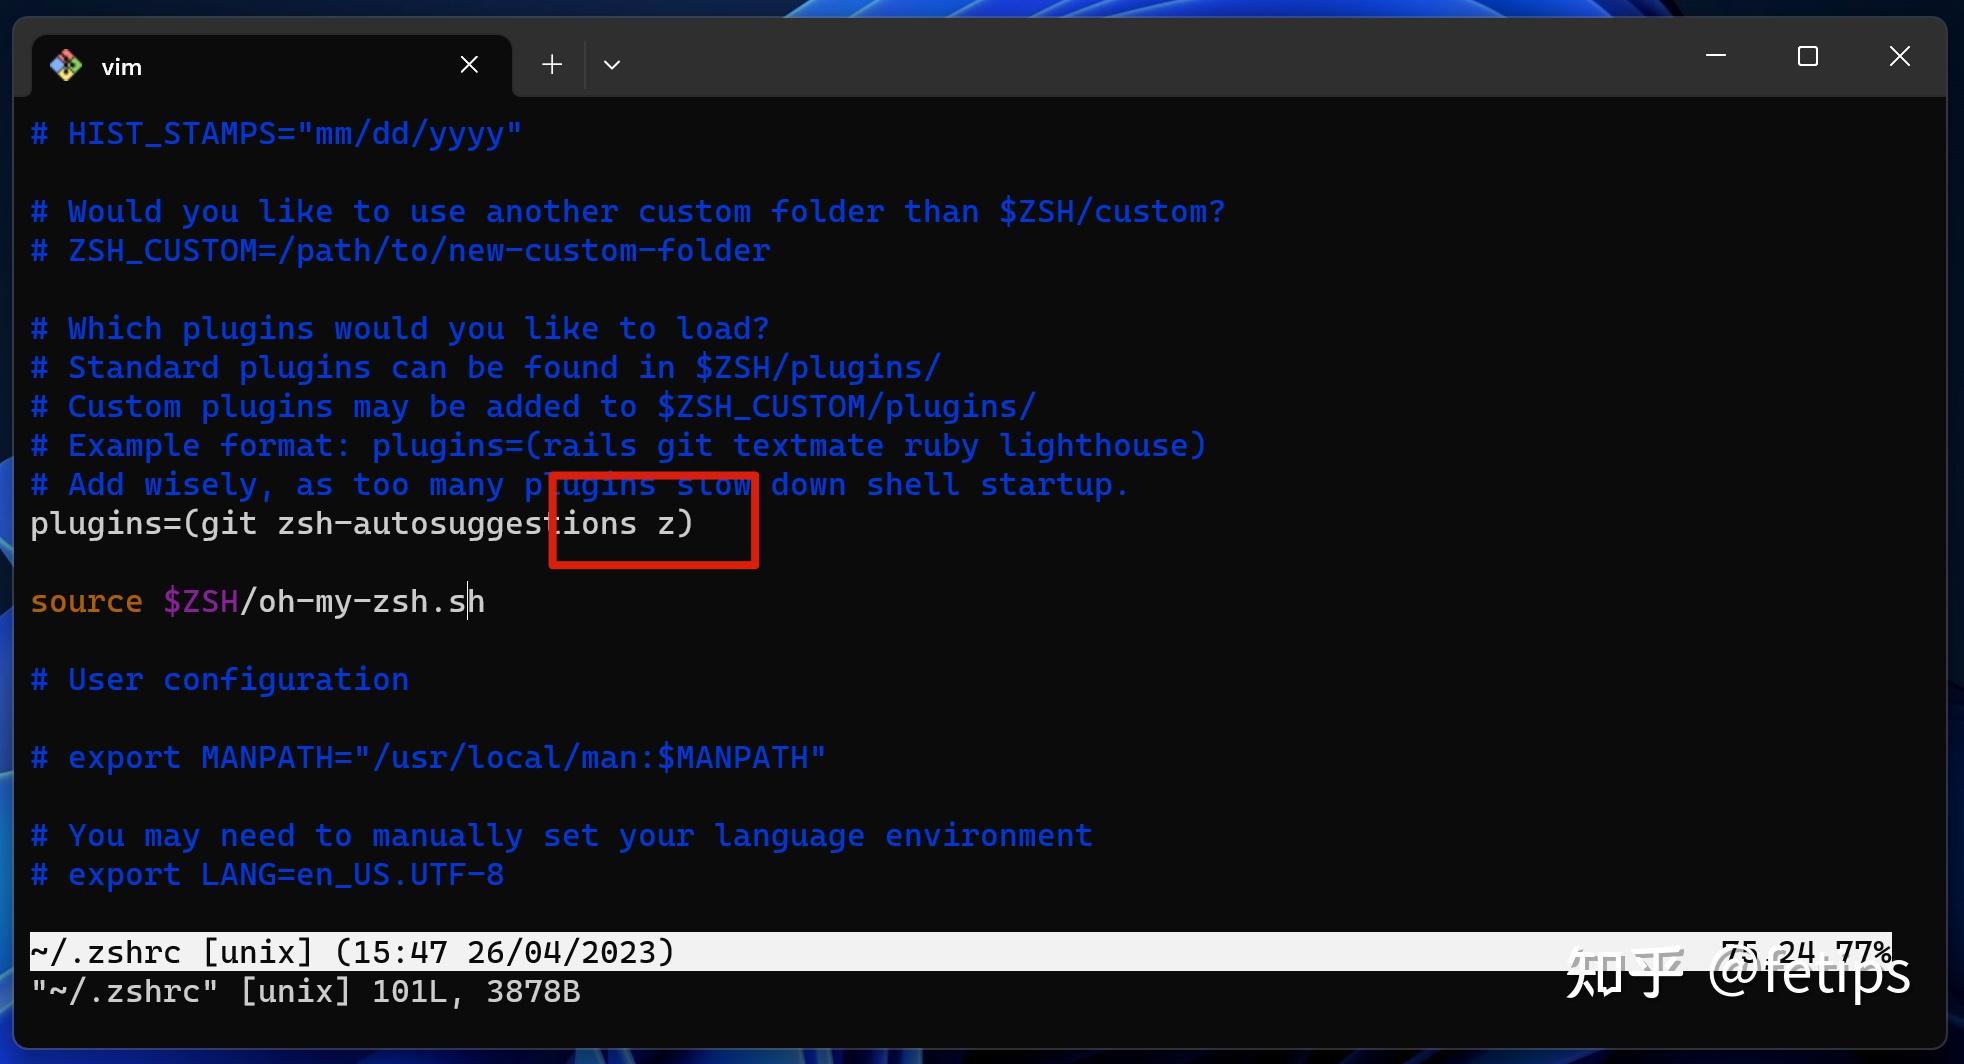 vim
# HIST_STAMPS="mm/dd/yyyy"
# Would you like to use another custom folder than $ZSH/custom?
# ZSH_CUSTOM=/path/to/new-custom-folder
# Which plugins would you like to load?
# Standard plugins can be found in $ZSH/plugins/
# Custom plugins may be added to $ZSH_CUSTOM/plugins/
# Example format: plugins=(rails git textmate ruby lighthouse)
# Add wisely, as too many plugins slow down shell startup.
plugins=(git zsh-autosuggestions z)
source $ZSH/oh-my-zsh.sh
# User configuration
# export MANPATH="/usr/local/man:$MANPATH"
# You may need to manually set your language environment
# export LANG=en_US.UTF-8
~/.zshrc [unix] (15:47 26/04/2023) 75,24 77%
"~/.zshrc" [unix] 101L, 3878B
知乎 @fetips